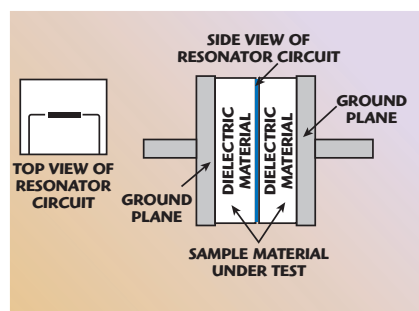 SIDE VIEW OF
RESONATOR CIRCUIT
GROUND
PLANE
DIELECTRIC
MATERIAL
DIELECTRIC
MATERIAL
TOP VIEW OF
RESONATOR
CIRCUIT
GROUND
PLANE
SAMPLE MATERIAL
UNDER TEST